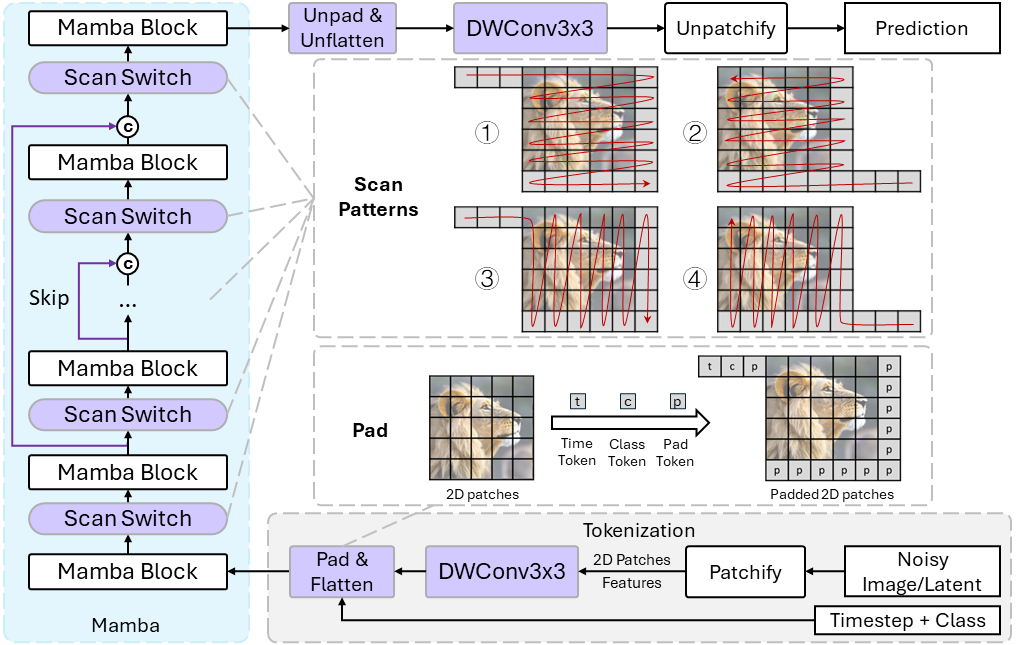 Mamba Block
Unpad &
Unflatten
DWConv3x3
Unpatchify
Prediction
Scan Switch
c
Mamba Block
Scan Switch
c
Skip
...
Mamba Block
Scan Switch
Mamba Block
Scan Switch
Mamba Block
Mamba
Scan
Patterns
①
②
③
④
Pad
2D patches
t c p
Time
Token
Class
Token
Pad
Token
t c p p
p
p
p
p
p p p p p p
Padded 2D patches
Tokenization
Pad &
Flatten
DWConv3x3
2D Patches
Features
Patchify
Noisy
Image/Latent
Timestep + Class